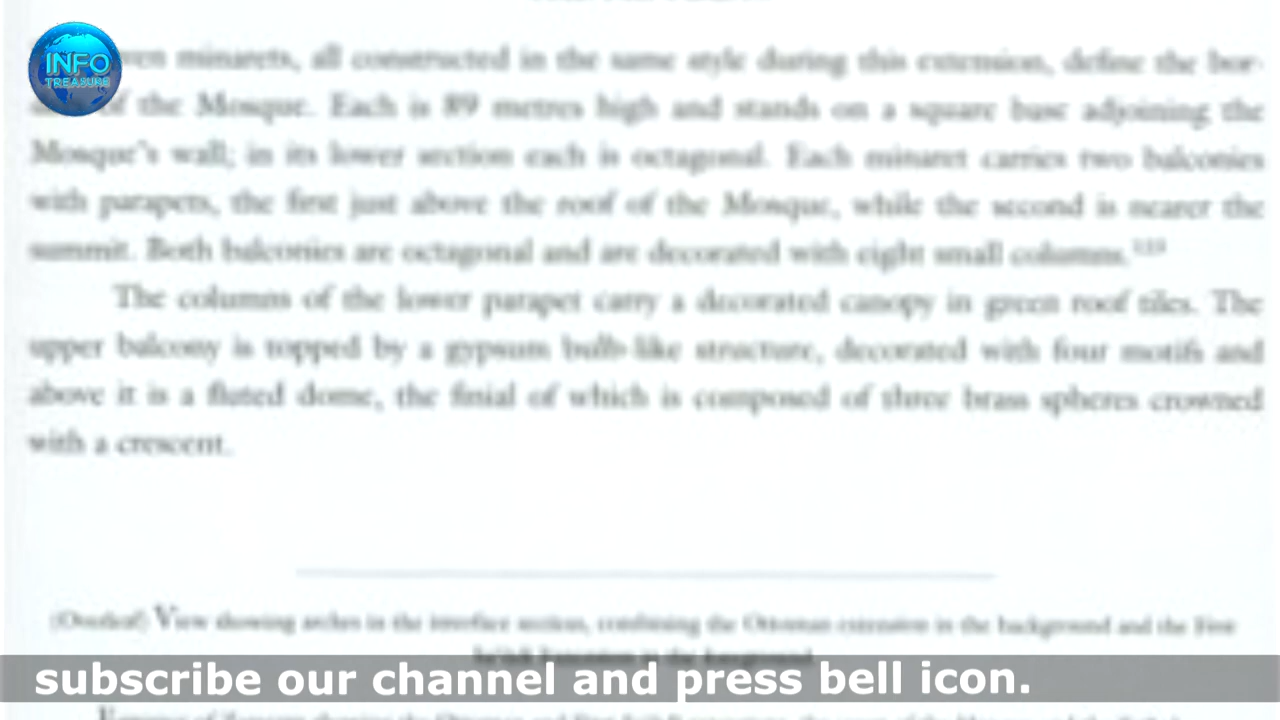 INFO
TREASURE
minarets, all constructed in the same style during this extension, define the bor-
of the Mosque. Each is 89 metres high and stands on a square base adjoining the
Mosque's wall; in its lower section each is octagonal. Each minaret carries two balconies
with parapets, the first just above the roof of the Mosque, while the second is nearer the
summit. Both balconies are octagonal and are decorated with eight small columns.
The columns of the lower parapet carry a decorated canopy in green roof tiles. The
upper balcony is topped by a gypsum bulb-like structure, decorated with four motifs and
above it is a fluted dome, the finial of which is composed of three brass spheres crowned
with a crescent.
(Overleaf) View showing arches in the interface section, combining the Ottoman extension in the background and the First
subscribe our channel and press bell icon.